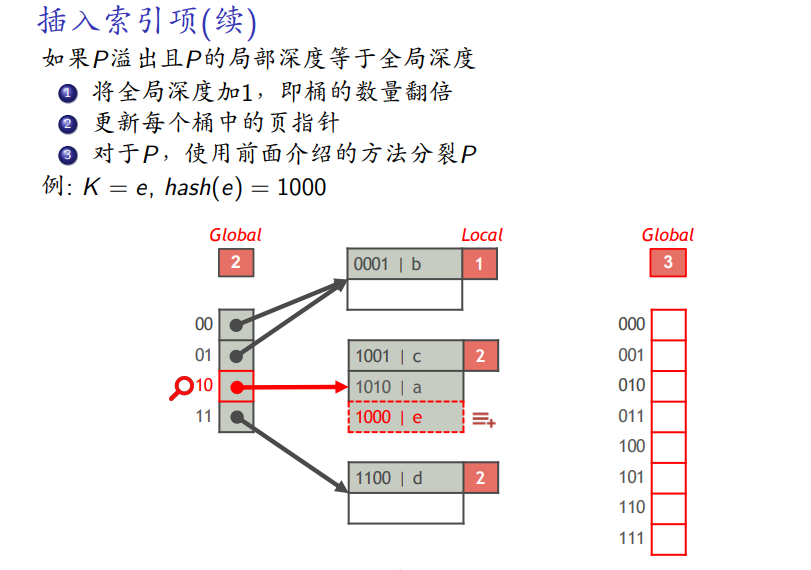 插入索引项(续)
如果P溢出且P的局部深度等于全局深度
1 将全局深度加1，即桶的数量翻倍
2 更新每个桶中的页指针
3 对于P，使用前面介绍的方法分裂P
例: K = e, hash(e) = 1000
Global Local Global
2 0001 | b 1 3
00 000
01 1001 | c 2 001
10 1010 | a 010
11 1000 | e 011
100
1100 | d 2 101
110
111